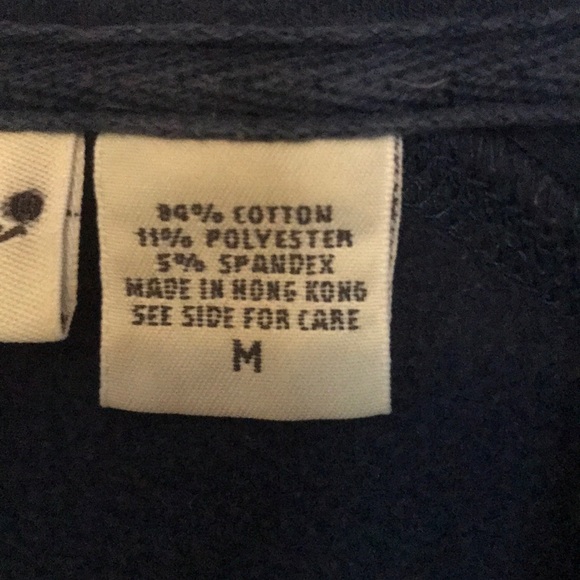 84% COTTON
11% POLYESTER
5% SPANDEX
MADE IN HONG KONG
SEE SIDE FOR CARE
M